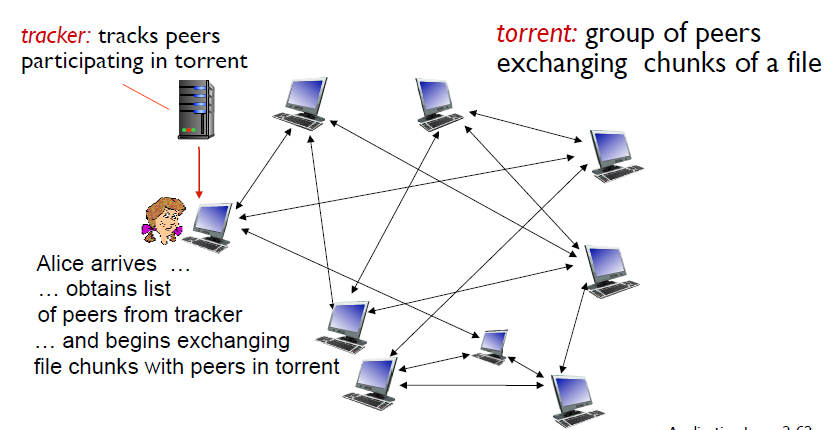 tracker: tracks peers
participating in torrent
torrent: group of peers
exchanging chunks of a file
Alice arrives …
… obtains list
of peers from tracker
… and begins exchanging
file chunks with peers in torrent